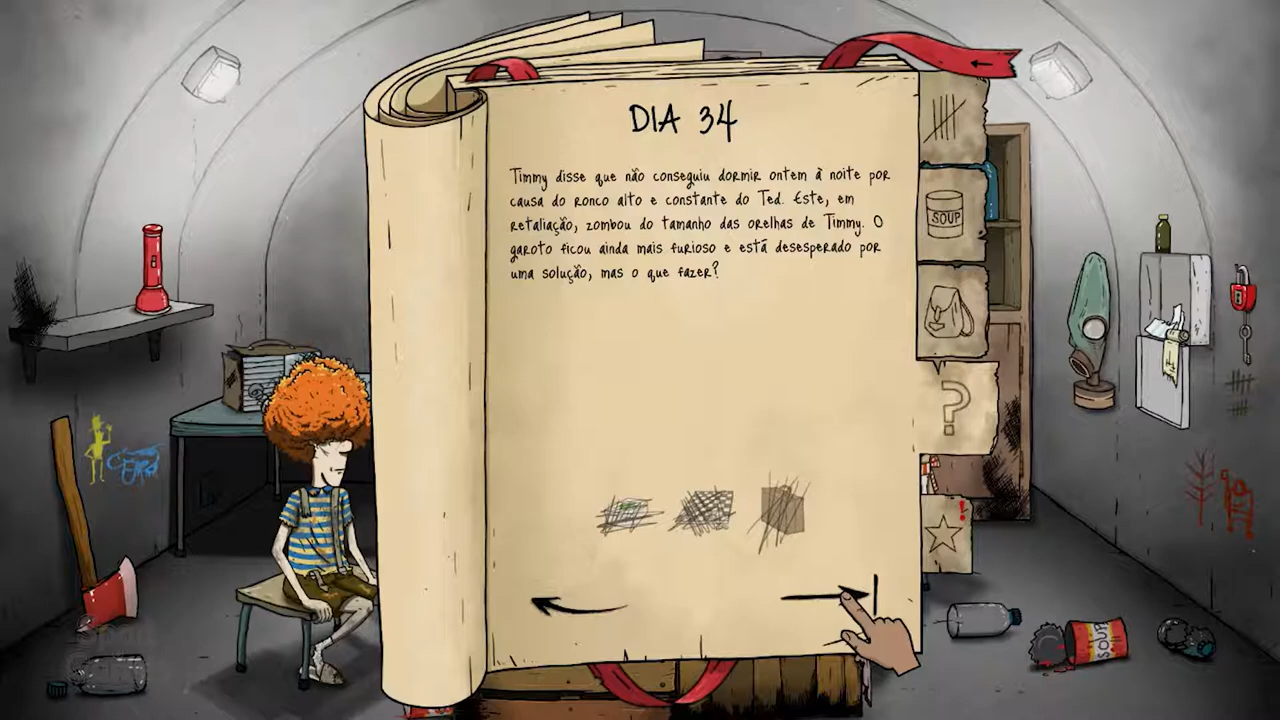 DIA 34
Timmy disse que não conseguiu dormir ontem à noite por
causa do ronco alto e constante do Ted. Este, em
retaliação, zombou do tamanho das orelhas de Timmy. O
garoto ficou ainda mais furioso e está desesperado por
uma solução, mas o que fazer?
SOUP
?
!
SOUP